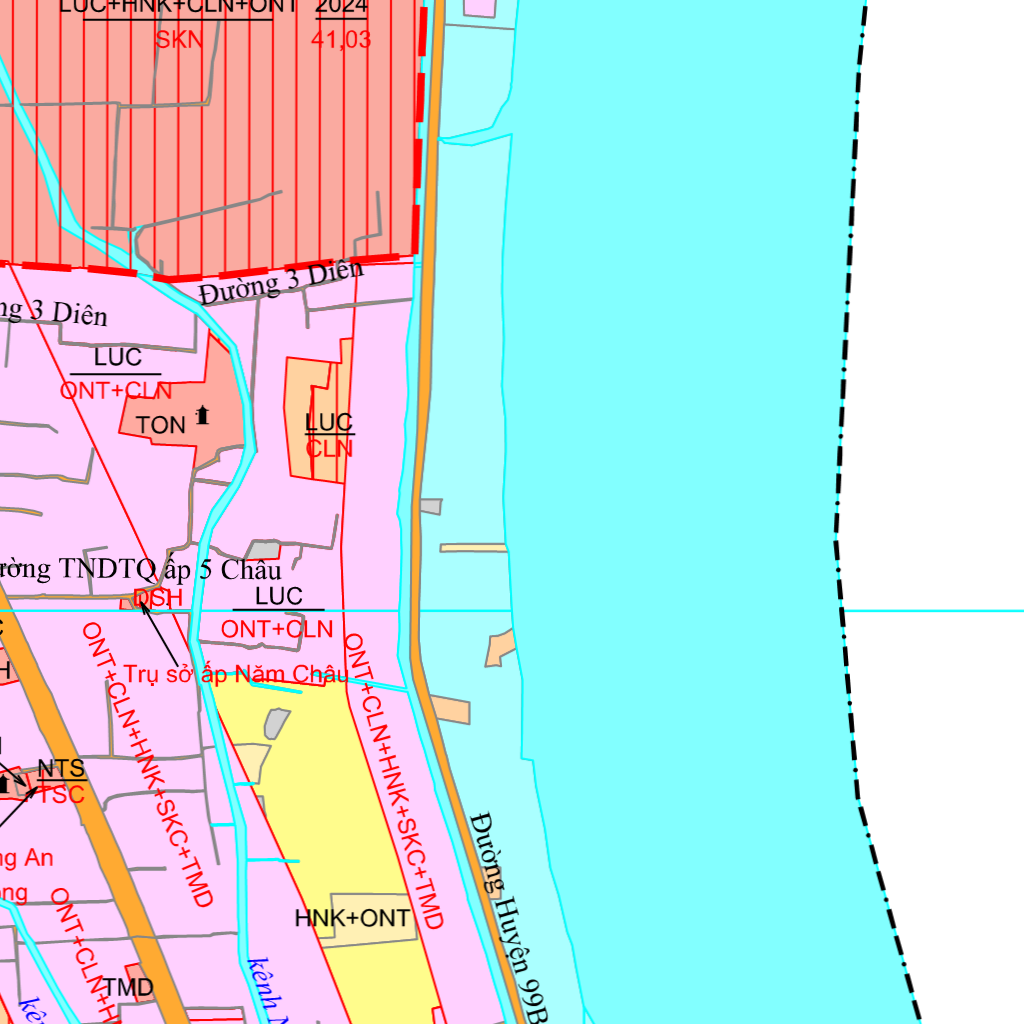 LUC+HNK+CLN+ONT 2024
SKN 41,03
Đường 3 Diên
ng 3 Diên
LUC
ONT+CLN
TON
LUC
CLN
ường TNDTQ ấp 5 Châu
DSH
LUC
ONT+CLN
Trụ sở ấp Năm Châu
ONT+CLN+HNK+SKC+TMD
ONT+CLN+HNK+SKC+TMD
NTS
TSC
ng An
ONT+CLN+H
HNK+ONT
Đường Huyện 99B
TMD
kênh